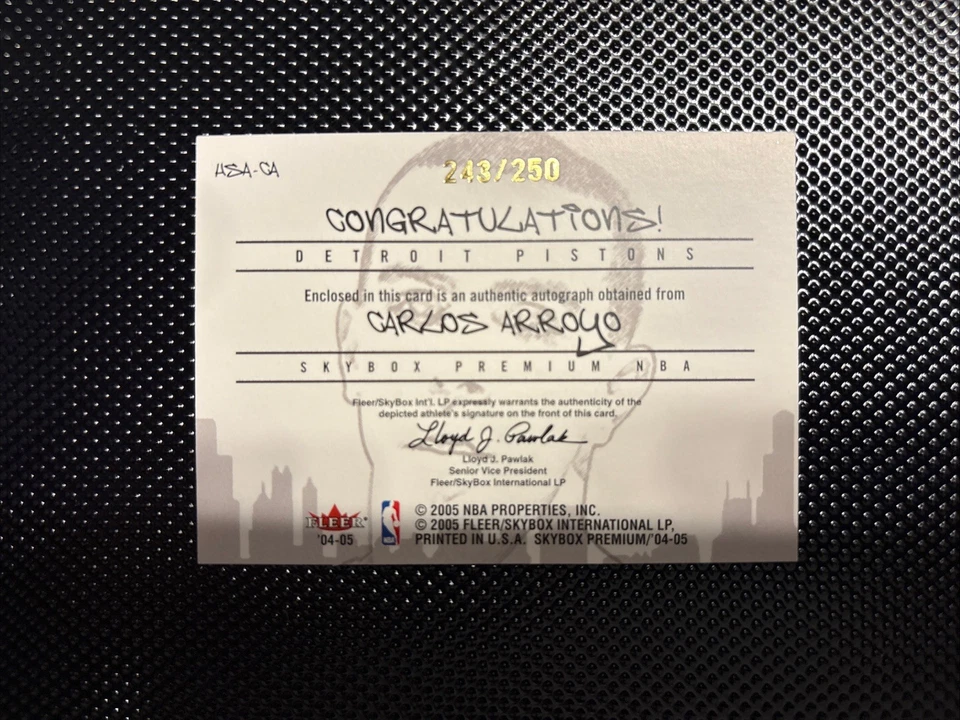 HSA-CA
243/250
CONGRATULATIONS!
DETROIT PISTONS
Enclosed in this card is an authentic autograph obtained from
CARLOS ARROYO
SKYBOX PREMIUM NBA
Fleer/SkyBox Int'l. LP expressly warrants the authenticity of the
depicted athlete's signature on the front of this card.
Lloyd J. Pawlak
Lloyd J. Pawlak
Senior Vice President
Fleer/SkyBox International LP
FLEER
'04-05
© 2005 NBA PROPERTIES, INC.
© 2005 FLEER/SKYBOX INTERNATIONAL LP,
PRINTED IN U.S.A. SKYBOX PREMIUM/'04-05